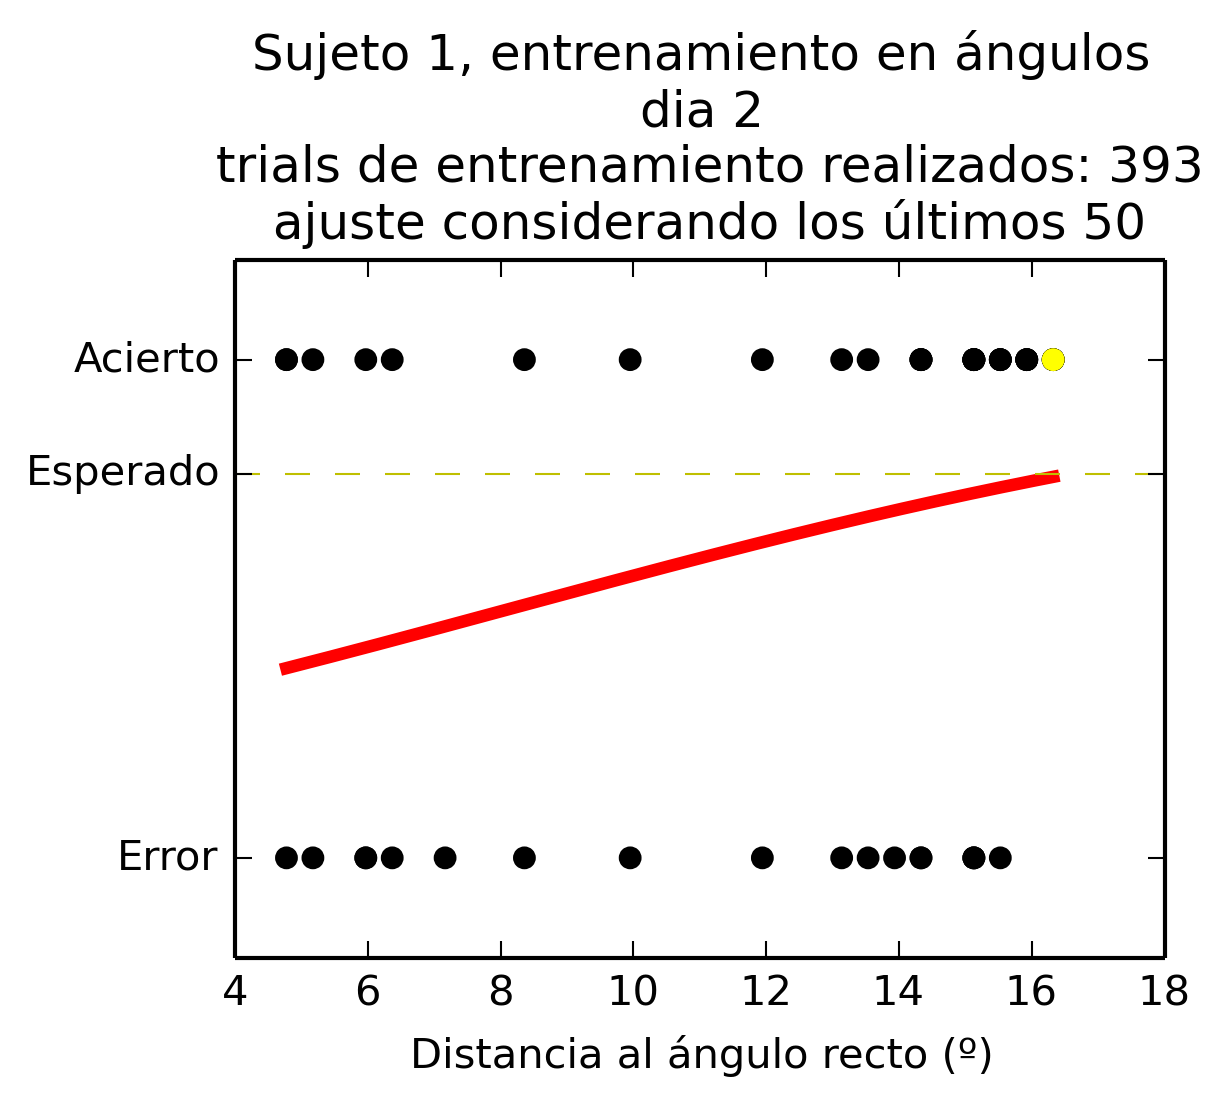 Sujeto 1, entrenamiento en ángulos
dia 2
trials de entrenamiento realizados: 393
ajuste considerando los últimos 50
Acierto
Esperado
Error
4 6 8 10 12 14 16 18
Distancia al ángulo recto (º)